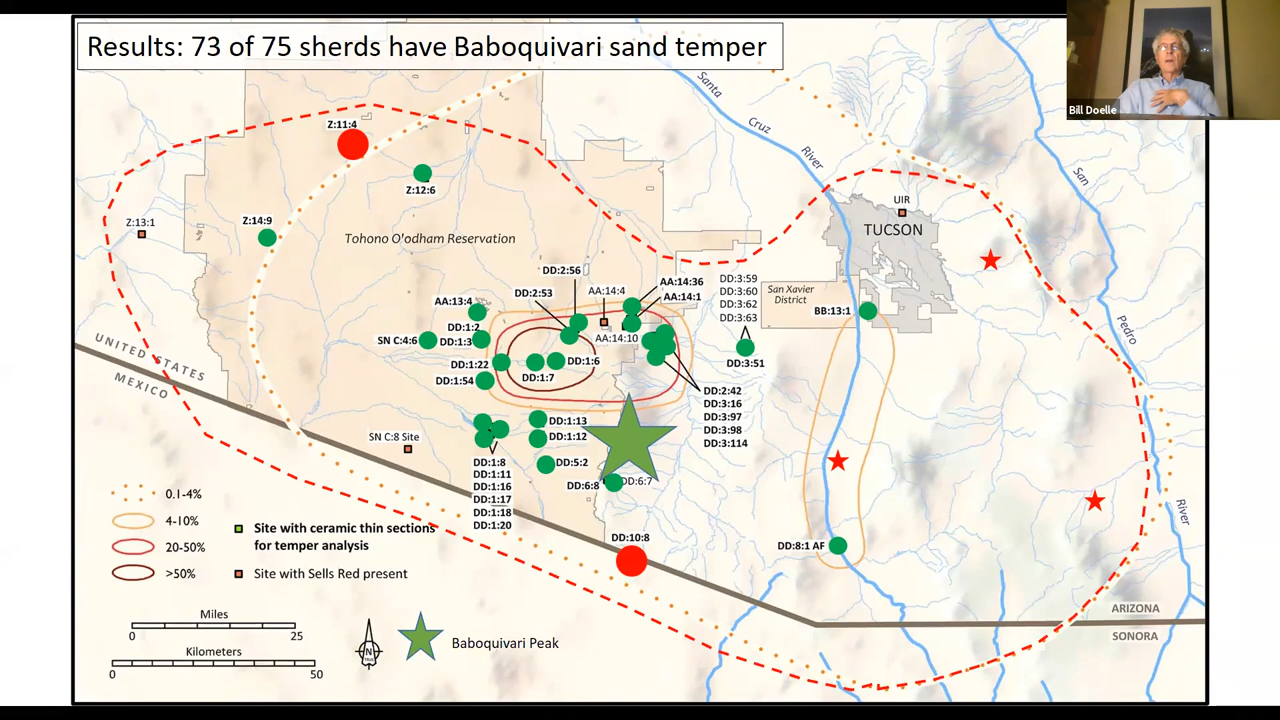 Results: 73 of 75 sherds have Baboquivari sand temper
Bill Doelle
Santa
Cruz
River
San
Pedro
River
Z:11:4
Z:12:6
Z:14:9
Z:13:1
Tohono O'odham Reservation
UIR
TUCSON
San Xavier
District
BB:13:1
DD:2:56
DD:2:53
AA:14:4
AA:14:36
AA:14:1
AA:14:10
DD:3:59
DD:3:60
DD:3:62
DD:3:63
DD:3:51
AA:13:4
DD:1:2
SN C:4:6
DD:1:3
DD:1:22
DD:1:54
DD:1:6
DD:1:7
DD:2:42
DD:3:16
DD:3:97
DD:3:98
DD:3:114
UNITED STATES
MEXICO
SN C:8 Site
DD:1:13
DD:1:12
DD:5:2
DD:6:8
DD:6:7
DD:1:8
DD:1:11
DD:1:16
DD:1:17
DD:1:18
DD:1:20
DD:10:8
DD:8:1 AF
ARIZONA
SONORA
0.1-4%
4-10%
20-50%
>50%
Site with ceramic thin sections
for temper analysis
Site with Sells Red present
Miles
0 25
Kilometers
0 50
N
Baboquivari Peak